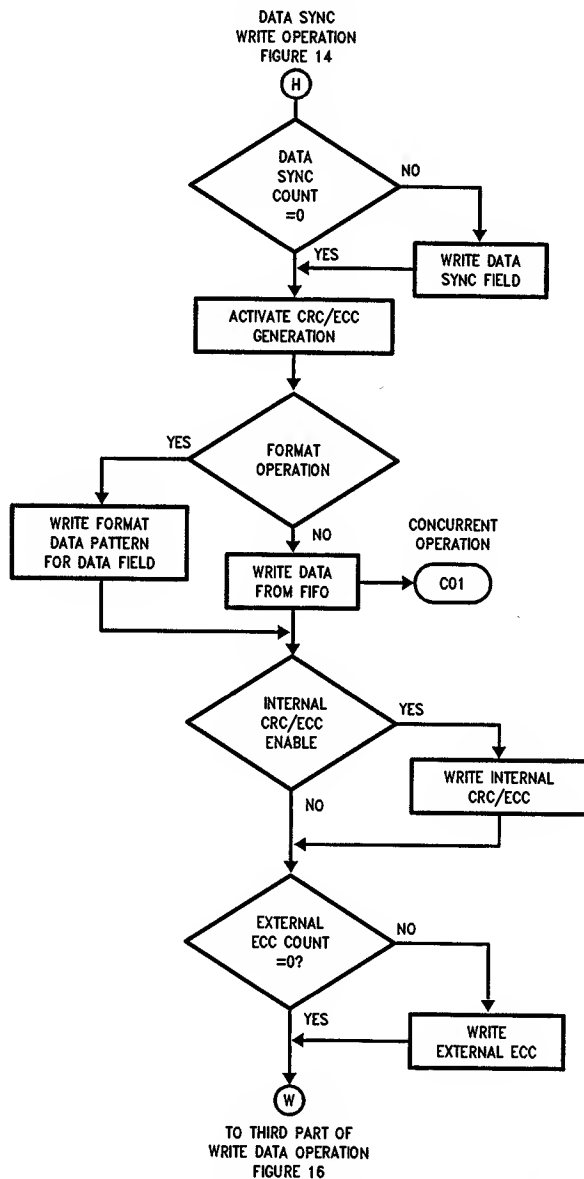 DATA SYNC
WRITE OPERATION
FIGURE 14
H
DATA
SYNC
COUNT
=0
NO
YES
WRITE DATA
SYNC FIELD
ACTIVATE CRC/ECC
GENERATION
YES
FORMAT
OPERATION
WRITE FORMAT
DATA PATTERN
FOR DATA FIELD
NO
CONCURRENT
OPERATION
WRITE DATA
FROM FIFO
CO1
INTERNAL
CRC/ECC
ENABLE
YES
WRITE INTERNAL
CRC/ECC
NO
EXTERNAL
ECC COUNT
=0?
NO
YES
WRITE
EXTERNAL ECC
W
TO THIRD PART OF
WRITE DATA OPERATION
FIGURE 16